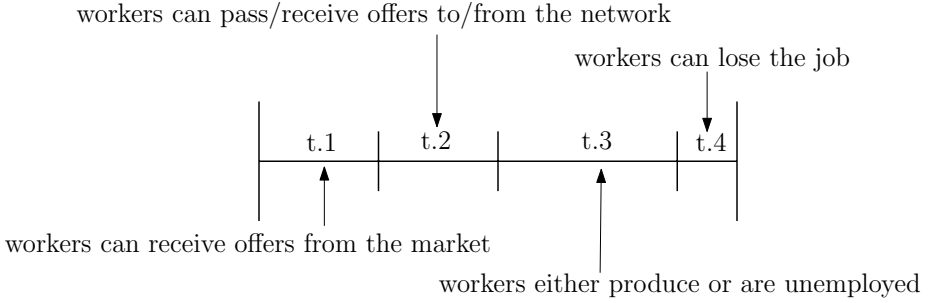 workers can pass/receive offers to/from the network
workers can lose the job
t.1
t.2
t.3
t.4
workers can receive offers from the market
workers either produce or are unemployed